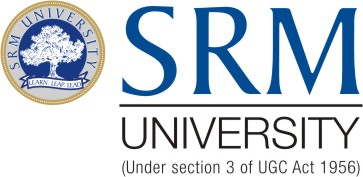 SRM UNIVERSITY
LEARN. LEAP. LEAD
SRM
UNIVERSITY
(Under section 3 of UGC Act 1956)